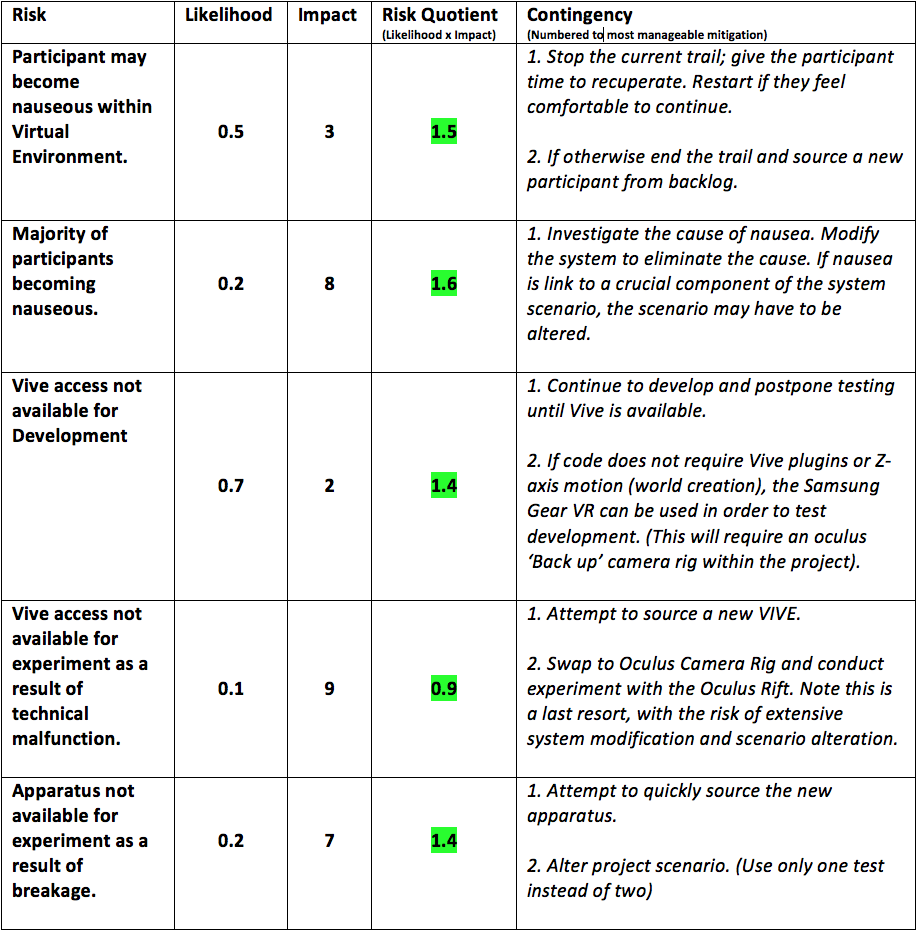 Risk Likelihood Impact Risk Quotient Contingency
(Likelihood x Impact) (Numbered to most manageable mitigation)
Participant may
become
nauseous within
Virtual
Environment.
0.5
3
1.5
1. Stop the current trail; give the participant
time to recuperate. Restart if they feel
comfortable to continue.
2. If otherwise end the trail and source a new
participant from backlog.
Majority of
participants
becoming
nauseous.
0.2
8
1.6
1. Investigate the cause of nausea. Modify
the system to eliminate the cause. If nausea
is link to a crucial component of the system
scenario, the scenario may have to be
altered.
Vive access not
available for
Development
0.7
2
1.4
1. Continue to develop and postpone testing
until Vive is available.
2. If code does not require Vive plugins or Z-
axis motion (world creation), the Samsung
Gear VR can be used in order to test
development. (This will require an oculus
‘Back up’ camera rig within the project).
Vive access not
available for
experiment as a
result of
technical
malfunction.
0.1
9
0.9
1. Attempt to source a new VIVE.
2. Swap to Oculus Camera Rig and conduct
experiment with the Oculus Rift. Note this is
a last resort, with the risk of extensive
system modification and scenario alteration.
Apparatus not
available for
experiment as a
result of
breakage.
0.2
7
1.4
1. Attempt to quickly source the new
apparatus.
2. Alter project scenario. (Use only one test
instead of two)